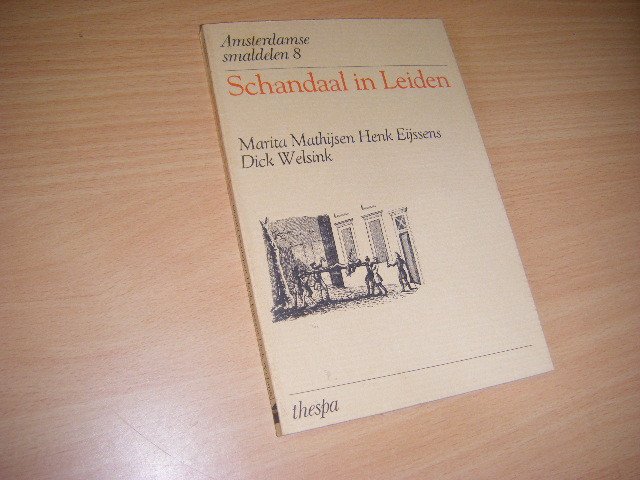 Amsterdamse
smaldelen 8
Schandaal in Leiden
Marita Mathijsen Henk Eijssens
Dick Welsink
thespa